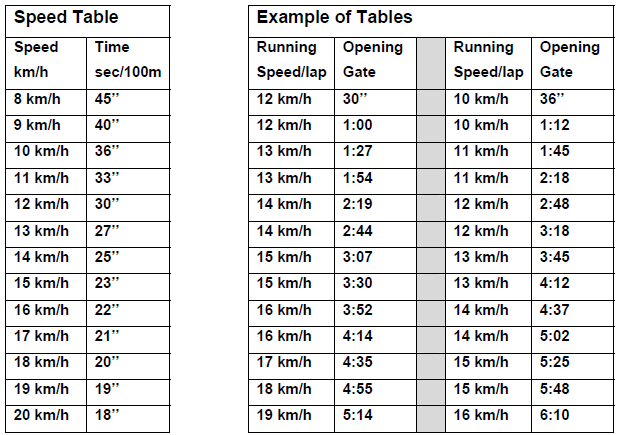 Speed Table
Speed km/h Time sec/100m
8 km/h 45’’
9 km/h 40’’
10 km/h 36’’
11 km/h 33’’
12 km/h 30’’
13 km/h 27’’
14 km/h 25’’
15 km/h 23’’
16 km/h 22’’
17 km/h 21’’
18 km/h 20’’
19 km/h 19’’
20 km/h 18’’
Example of Tables
Running Opening Running Opening
Speed/lap Gate Speed/lap Gate
12 km/h 30’’ 10 km/h 36’’
12 km/h 1:00 10 km/h 1:12
13 km/h 1:27 11 km/h 1:45
13 km/h 1:54 11 km/h 2:18
14 km/h 2:19 12 km/h 2:48
14 km/h 2:44 12 km/h 3:18
15 km/h 3:07 13 km/h 3:45
15 km/h 3:30 13 km/h 4:12
16 km/h 3:52 14 km/h 4:37
16 km/h 4:14 14 km/h 5:02
17 km/h 4:35 15 km/h 5:25
18 km/h 4:55 15 km/h 5:48
19 km/h 5:14 16 km/h 6:10